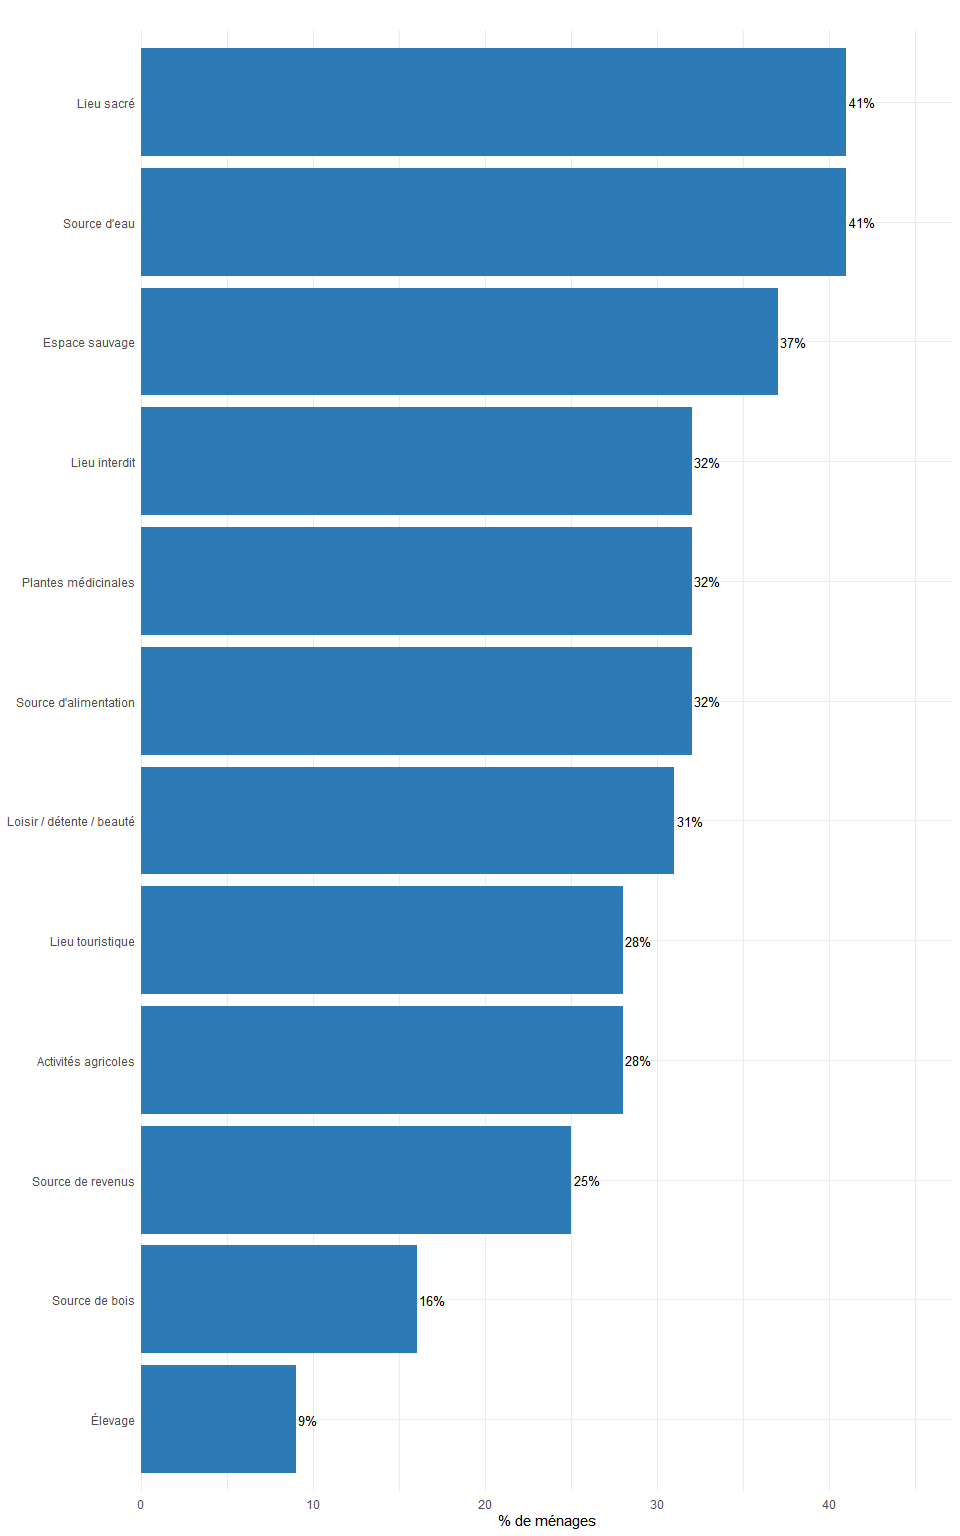 Lieu sacré 41%
Source d'eau 41%
Espace sauvage 37%
Lieu interdit 32%
Plantes médicinales 32%
Source d'alimentation 32%
Loisir / détente / beauté 31%
Lieu touristique 28%
Activités agricoles 28%
Source de revenus 25%
Source de bois 16%
Élevage 9%
0 10 20 30 40
% de ménages